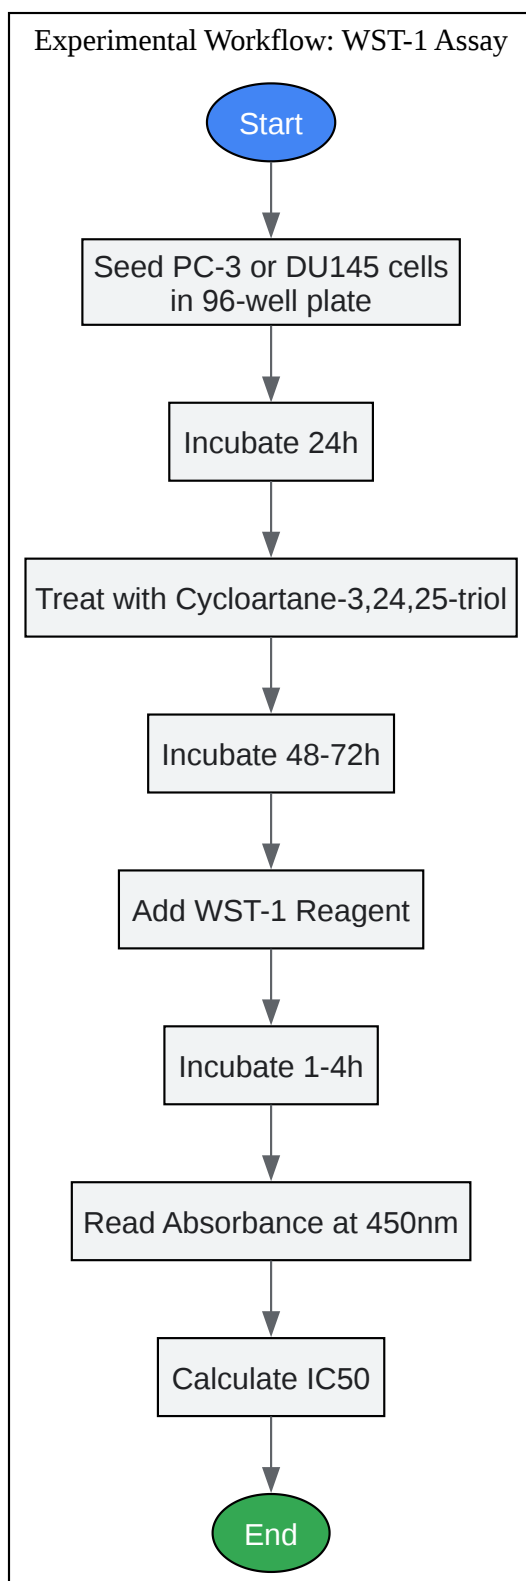 Experimental Workflow: WST-1 Assay
Start
Seed PC-3 or DU145 cells
in 96-well plate
Incubate 24h
Treat with Cycloartane-3,24,25-triol
Incubate 48-72h
Add WST-1 Reagent
Incubate 1-4h
Read Absorbance at 450nm
Calculate IC50
End